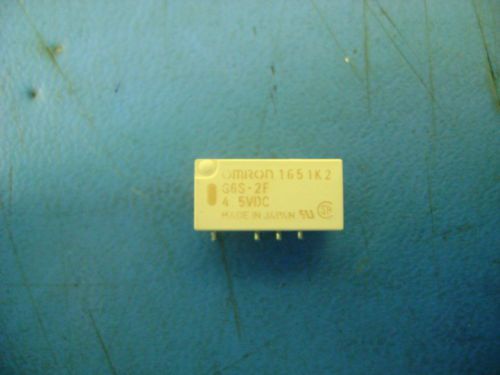 OMRON 1651K2
G6S-2F
4.5VDC
MADE IN JAPAN